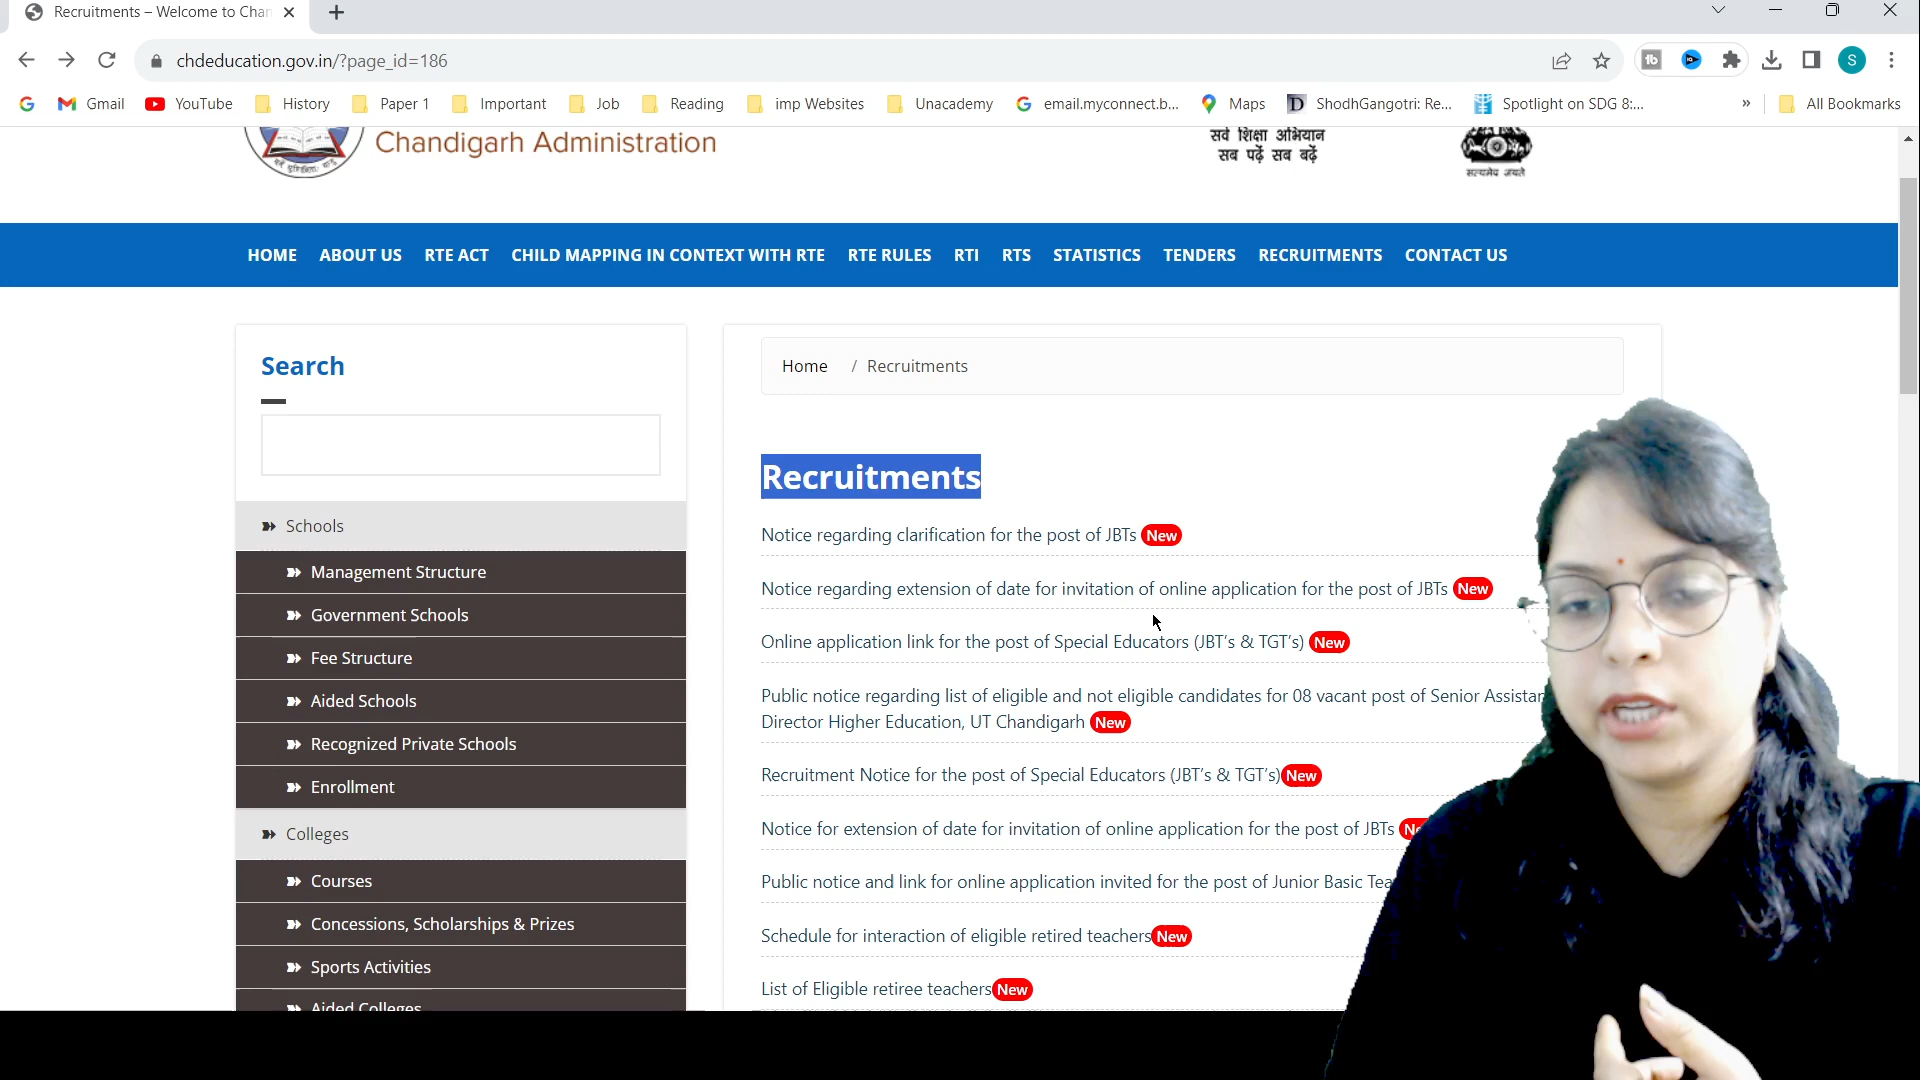 Recruitments – Welcome to Chan
chdeducation.gov.in/?page_id=186
S
Gmail
YouTube
History
Paper 1
Important
Job
Reading
imp Websites
Unacademy
email.myconnect.b...
Maps
ShodhGangotri: Re...
Spotlight on SDG 8:...
»
All Bookmarks
Chandigarh Administration
सर्व शिक्षा अभियान
सब पढ़ें सब बढ़ें
सत्यमेव जयते
HOME
ABOUT US
RTE ACT
CHILD MAPPING IN CONTEXT WITH RTE
RTE RULES
RTI
RTS
STATISTICS
TENDERS
RECRUITMENTS
CONTACT US
Search
Schools
Management Structure
Government Schools
Fee Structure
Aided Schools
Recognized Private Schools
Enrollment
Colleges
Courses
Concessions, Scholarships & Prizes
Sports Activities
Aided Colleges
Home / Recruitments
Recruitments
Notice regarding clarification for the post of JBTs New
Notice regarding extension of date for invitation of online application for the post of JBTs New
Online application link for the post of Special Educators (JBT's & TGT's) New
Public notice regarding list of eligible and not eligible candidates for 08 vacant post of Senior Assistan
Director Higher Education, UT Chandigarh New
Recruitment Notice for the post of Special Educators (JBT's & TGT's) New
Notice for extension of date for invitation of online application for the post of JBTs
Public notice and link for online application invited for the post of Junior Basic Tea
Schedule for interaction of eligible retired teachers New
List of Eligible retiree teachers New